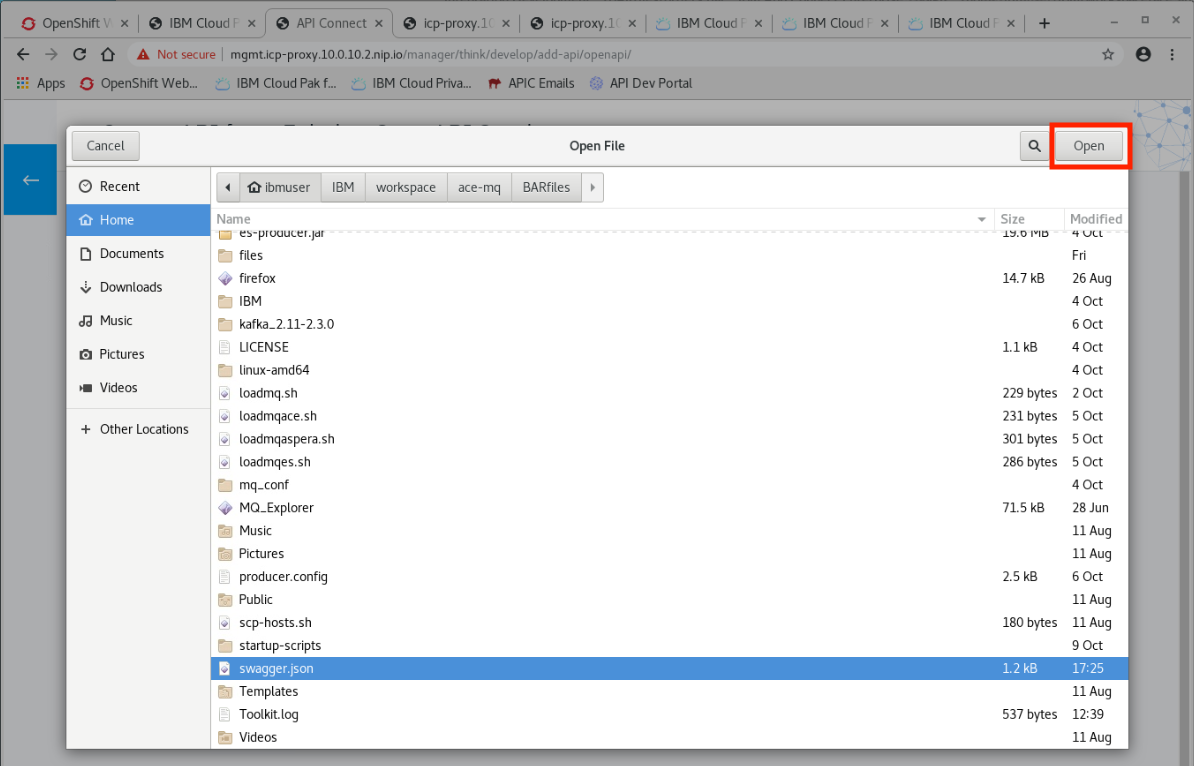 OpenShift W
IBM Cloud P
API Connect
icp-proxy.10
icp-proxy.10
IBM Cloud P
IBM Cloud P
IBM Cloud P
Not secure
mgmt.icp-proxy.10.0.10.2.nip.io/manager/think/develop/add-api/openapi/
Apps
OpenShift Web...
IBM Cloud Pak f...
IBM Cloud Priva...
APIC Emails
API Dev Portal
Cancel
Open File
Open
Recent
Home
Documents
Downloads
Music
Pictures
Videos
Other Locations
ibmuser
IBM
workspace
ace-mq
BARfiles
Name Size Modified
es-producer.jar 19.6 MB 4 Oct
files Fri
firefox 14.7 kB 26 Aug
IBM 4 Oct
kafka_2.11-2.3.0 6 Oct
LICENSE 1.1 kB 4 Oct
linux-amd64 4 Oct
loadmq.sh 229 bytes 2 Oct
loadmqace.sh 231 bytes 5 Oct
loadmqaspera.sh 301 bytes 5 Oct
loadmqes.sh 286 bytes 5 Oct
mq_conf 4 Oct
MQ_Explorer 71.5 kB 28 Jun
Music 11 Aug
Pictures 11 Aug
producer.config 2.5 kB 6 Oct
Public 11 Aug
scp-hosts.sh 180 bytes 11 Aug
startup-scripts 9 Oct
swagger.json 1.2 kB 17:25
Templates 11 Aug
Toolkit.log 537 bytes 12:39
Videos 11 Aug